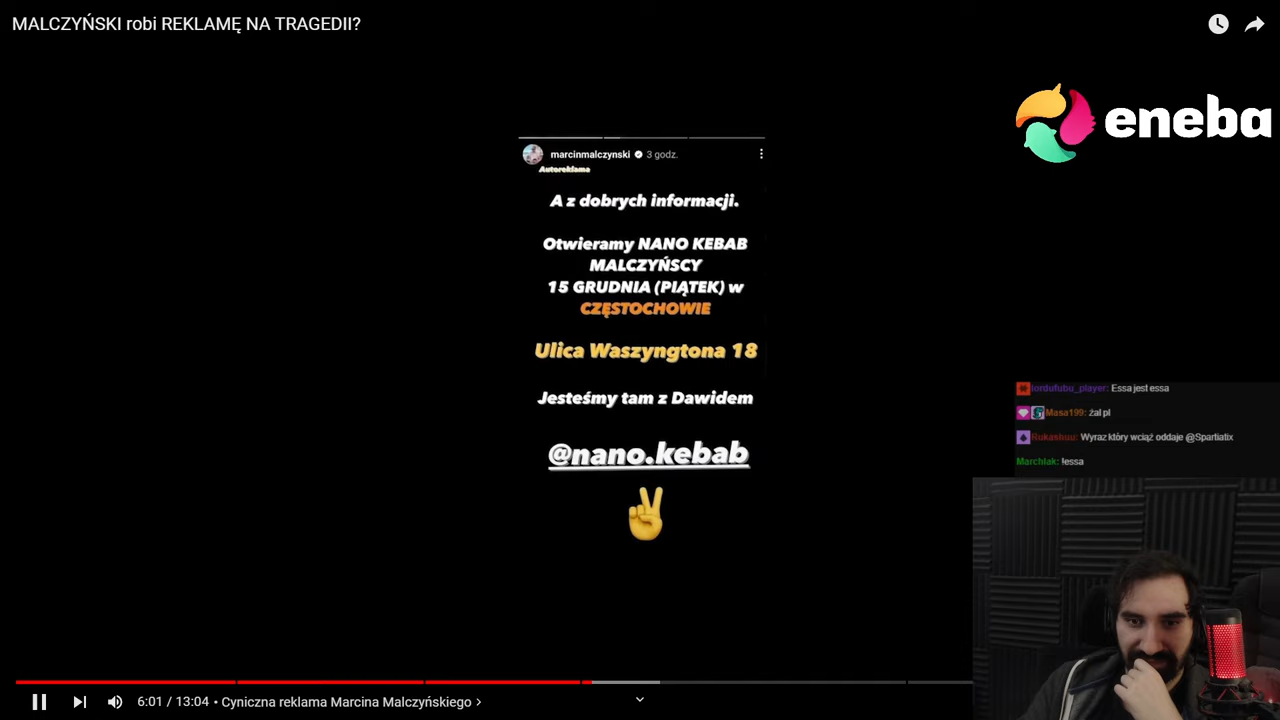 MALCZYŃSKI robi REKLAMĘ NA TRAGEDII?
eneba
marcinmalczynski 3 godz.
Autoreklama
A z dobrych informacji.
Otwieramy NANO KEBAB
MALCZYŃSCY
15 GRUDNIA (PIĄTEK) w
CZĘSTOCHOWIE
Ulica Waszyngtona 18
Jesteśmy tam z Dawidem
@nano.kebab
lordufubu_player: Essa jest essa
Masa199: żal pl
Rukashuu: Wyraz który wciąż oddaje @Spartiatix
Marchlak: !essa
6:01 / 13:04 • Cyniczna reklama Marcina Malczyńskiego